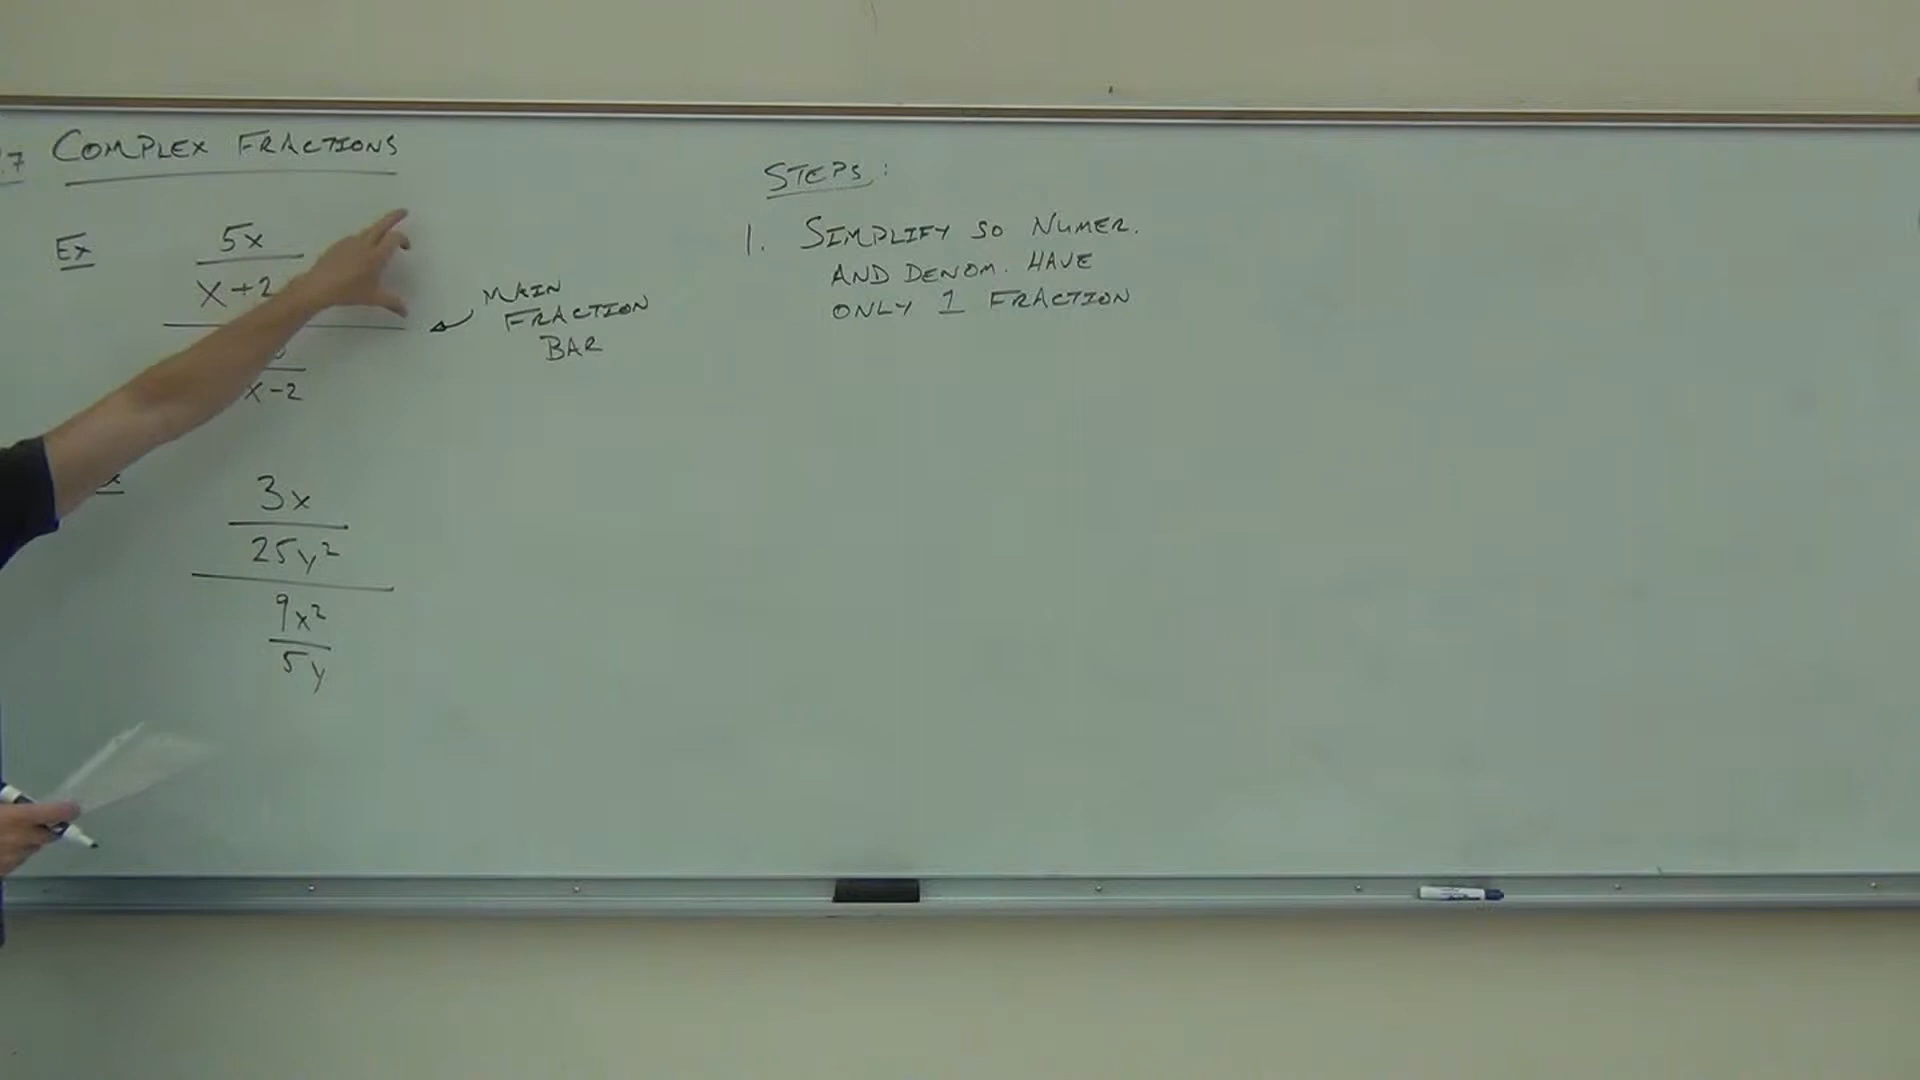 .7 COMPLEX FRACTIONS
Ex
5x
x+2
x-2
MAIN
FRACTION
BAR
3x
25y²
9x²
5y
STEPS:
1. SIMPLIFY SO NUMER.
AND DENOM. HAVE
ONLY 1 FRACTION